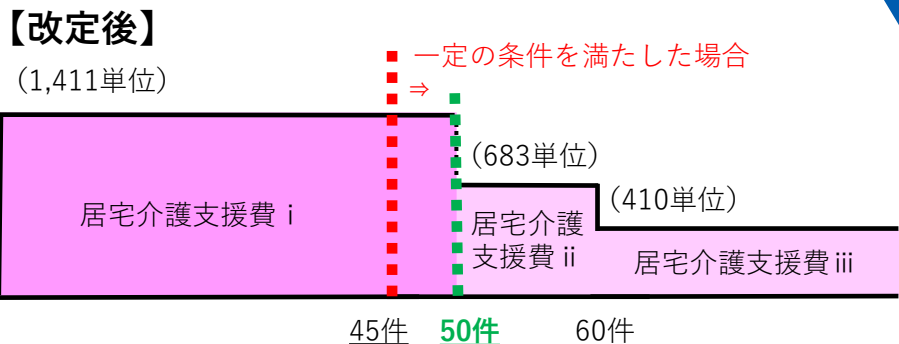 【改定後】
（1,411単位）
一定の条件を満たした場合
⇒
（683単位）
（410単位）
居宅介護支援費ⅰ
居宅介護
支援費ⅱ
居宅介護支援費ⅲ
45件
50件
60件